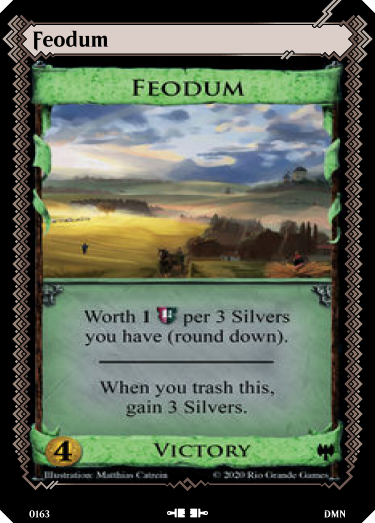 Feodum
FEODUM
Worth 1 per 3 Silvers
you have (round down).
When you trash this,
gain 3 Silvers.
4
VICTORY
Illustration: Matthias Catrein
© 2020 Rio Grande Games
0163
DMN